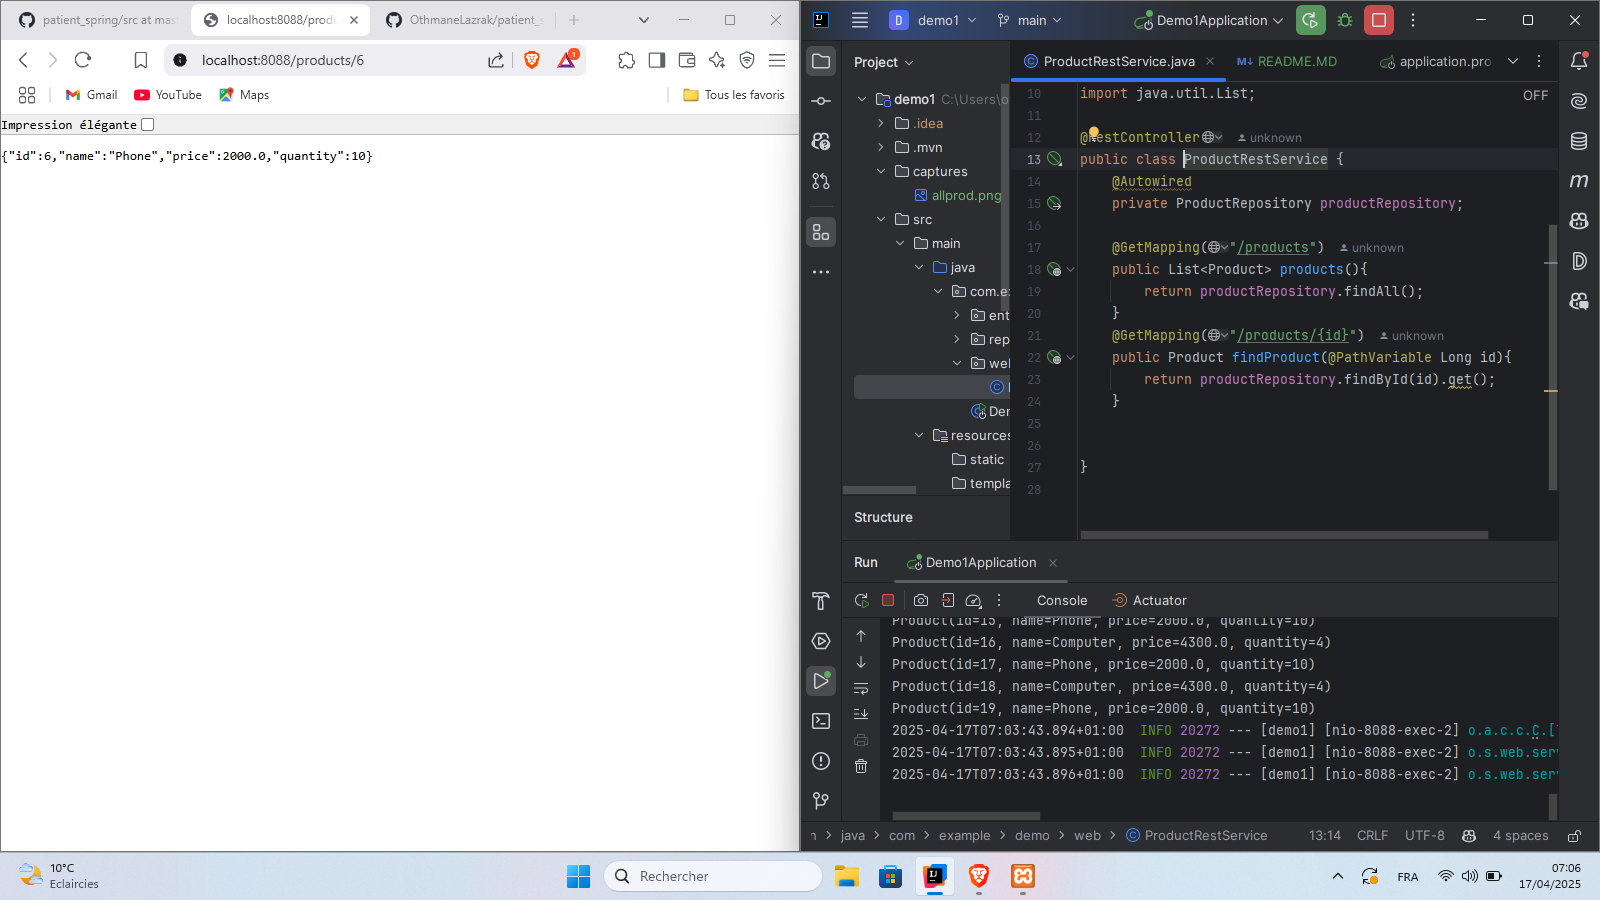 patient_spring/src at mas
localhost:8088/produ
OthmaneLazrak/patient_s
localhost:8088/products/6
1
Gmail
YouTube
Maps
Tous les favoris
Impression élégante
{"id":6,"name":"Phone","price":2000.0,"quantity":10}
D demo1
main
Demo1Application
Project
ProductRestService.java
README.MD
application.pro
demo1 C:\Users\o
.idea
.mvn
captures
allprod.png
src
main
java
com.ex
ent
rep
we
Der
resources
static
templa
Structure
OFF
10 import java.util.List;
11
12 @RestController unknown
13 public class ProductRestService {
14 @Autowired
15 private ProductRepository productRepository;
16
17 @GetMapping("/products") unknown
18 public List<Product> products(){
19 return productRepository.findAll();
20 }
21 @GetMapping("/products/{id}") unknown
22 public Product findProduct(@PathVariable Long id){
23 return productRepository.findById(id).get();
24 }
25
26
27 }
28
Run
Demo1Application
Console
Actuator
Product(id=15, name=Phone, price=2000.0, quantity=10)
Product(id=16, name=Computer, price=4300.0, quantity=4)
Product(id=17, name=Phone, price=2000.0, quantity=10)
Product(id=18, name=Computer, price=4300.0, quantity=4)
Product(id=19, name=Phone, price=2000.0, quantity=10)
2025-04-17T07:03:43.894+01:00 INFO 20272 --- [demo1] [nio-8088-exec-2] o.a.c.c.C.[
2025-04-17T07:03:43.895+01:00 INFO 20272 --- [demo1] [nio-8088-exec-2] o.s.web.ser
2025-04-17T07:03:43.896+01:00 INFO 20272 --- [demo1] [nio-8088-exec-2] o.s.web.ser
java > com > example > demo > web > ProductRestService
13:14 CRLF UTF-8 4 spaces
10°C
Eclaircies
Rechercher
FRA
07:06
17/04/2025